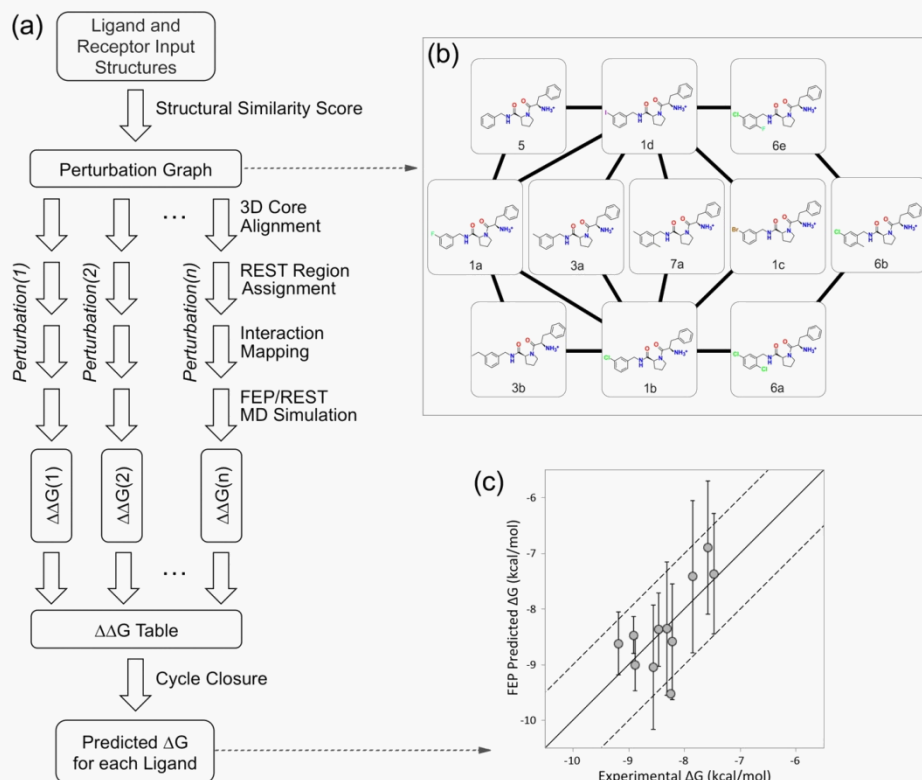 (a)
Ligand and
Receptor Input
Structures
Structural Similarity Score
Perturbation Graph
...
3D Core
Alignment
Perturbation(1)
Perturbation(2)
Perturbation(n)
REST Region
Assignment
Interaction
Mapping
FEP/REST
MD Simulation
ΔΔG(1)
ΔΔG(2)
ΔΔG(n)
...
ΔΔG Table
Cycle Closure
Predicted ΔG
for each Ligand
(b)
5
1d
6e
1a
3a
7a
1c
6b
3b
1b
6a
(c)
FEP Predicted ΔG (kcal/mol)
-6
-7
-8
-9
-10
-10
-9
-8
-7
-6
Experimental ΔG (kcal/mol)